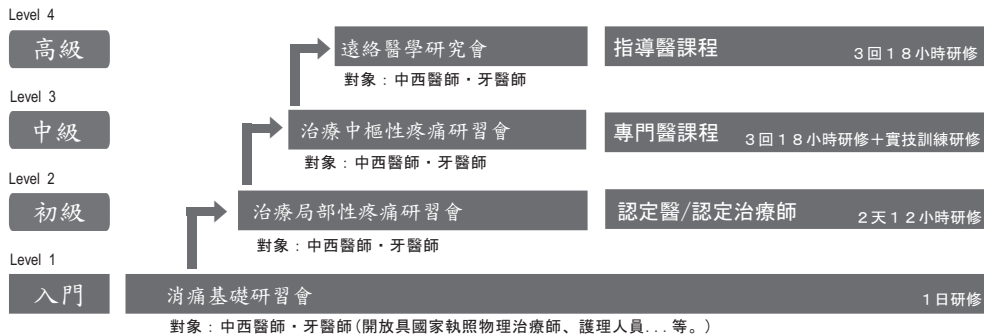 Level 4
高級
遠絡醫學研究會
指導醫課程
3回18小時研修
對象：中西醫師・牙醫師
Level 3
中級
治療中樞性疼痛研習會
專門醫課程
3回18小時研修＋實技訓練研修
對象：中西醫師・牙醫師
Level 2
初級
治療局部性疼痛研習會
認定醫/認定治療師
2天12小時研修
對象：中西醫師・牙醫師
Level 1
入門
消痛基礎研習會
1日研修
對象：中西醫師・牙醫師(開放具國家執照物理治療師、護理人員...等。)